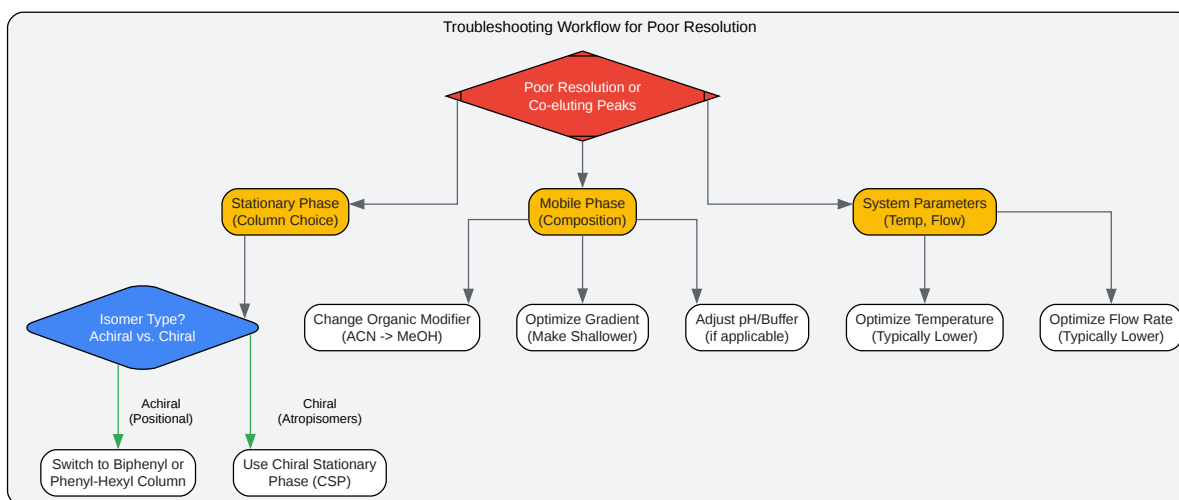 Troubleshooting Workflow for Poor Resolution
Poor Resolution or
Co-eluting Peaks
Stationary Phase
(Column Choice)
Mobile Phase
(Composition)
System Parameters
(Temp, Flow)
Isomer Type?
Achiral vs. Chiral
Change Organic Modifier
(ACN -> MeOH)
Optimize Gradient
(Make Shallower)
Adjust pH/Buffer
(if applicable)
Optimize Temperature
(Typically Lower)
Optimize Flow Rate
(Typically Lower)
Achiral
(Positional)
Chiral
(Atropisomers)
Switch to Biphenyl or
Phenyl-Hexyl Column
Use Chiral Stationary
Phase (CSP)